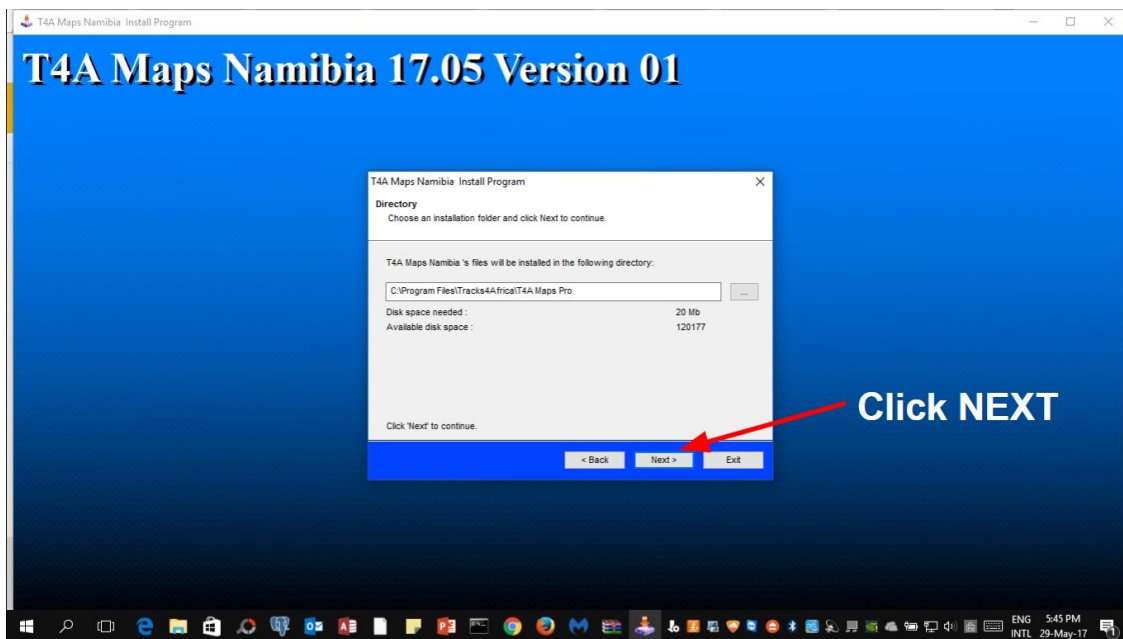 T4A Maps Namibia Install Program
T4A Maps Namibia 17.05 Version 01
T4A Maps Namibia Install Program
Directory
Choose an installation folder and click Next to continue.
T4A Maps Namibia 's files will be installed in the following directory:
C:\Program Files\Tracks4Africa\T4A Maps Pro
...
Disk space needed : 20 Mb
Available disk space : 120177
Click NEXT
Click 'Next' to continue.
< Back Next > Exit
ENG 5:45 PM
INTL 29-May-17